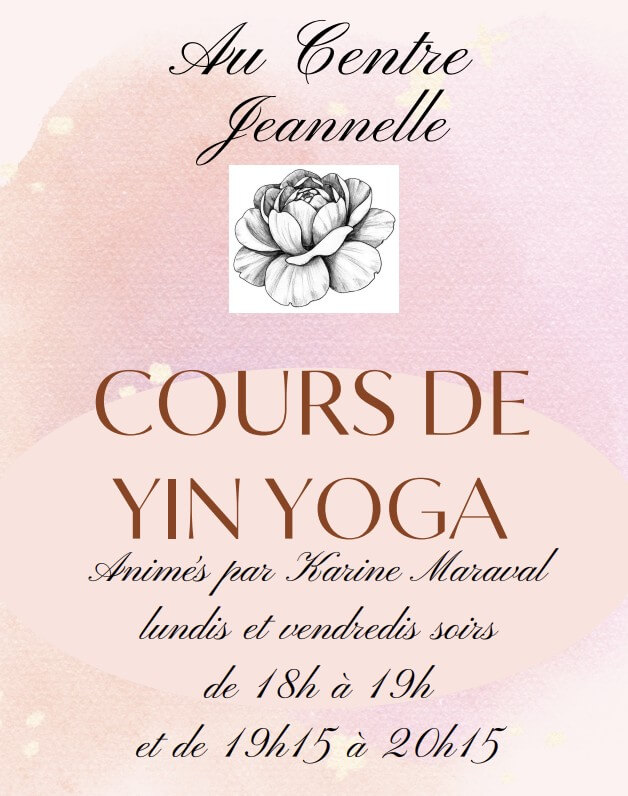 Au Centre
Jeannelle
COURS DE
YIN YOGA
Animés par Karine Maraval
lundis et vendredis soirs
de 18h à 19h
et de 19h15 à 20h15